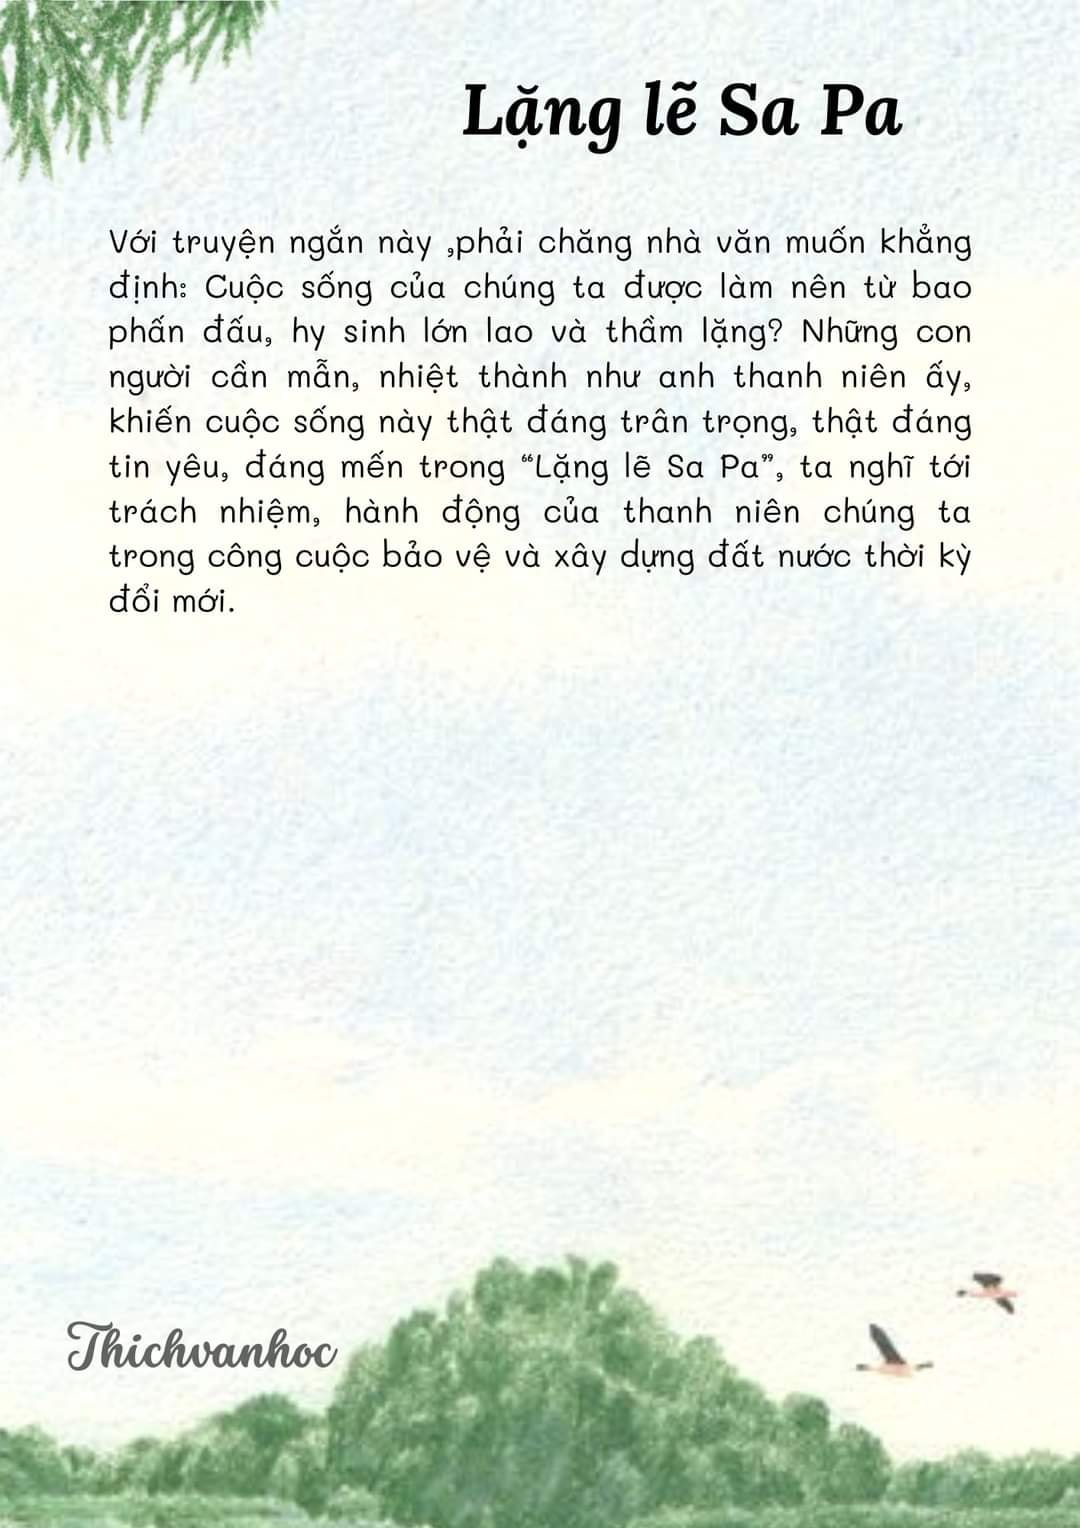 Lặng lẽ Sa Pa
Với truyện ngắn này ,phải chăng nhà văn muốn khẳng
định: Cuộc sống của chúng ta được làm nên từ bao
phấn đấu, hy sinh lớn lao và thầm lặng? Những con
người cần mẫn, nhiệt thành như anh thanh niên ấy,
khiến cuộc sống này thật đáng trân trọng, thật đáng
tin yêu, đáng mến trong “Lặng lẽ Sa Pa”, ta nghĩ tới
trách nhiệm, hành động của thanh niên chúng ta
trong công cuộc bảo vệ và xây dựng đất nước thời kỳ
đổi mới.
Thichvanhoc